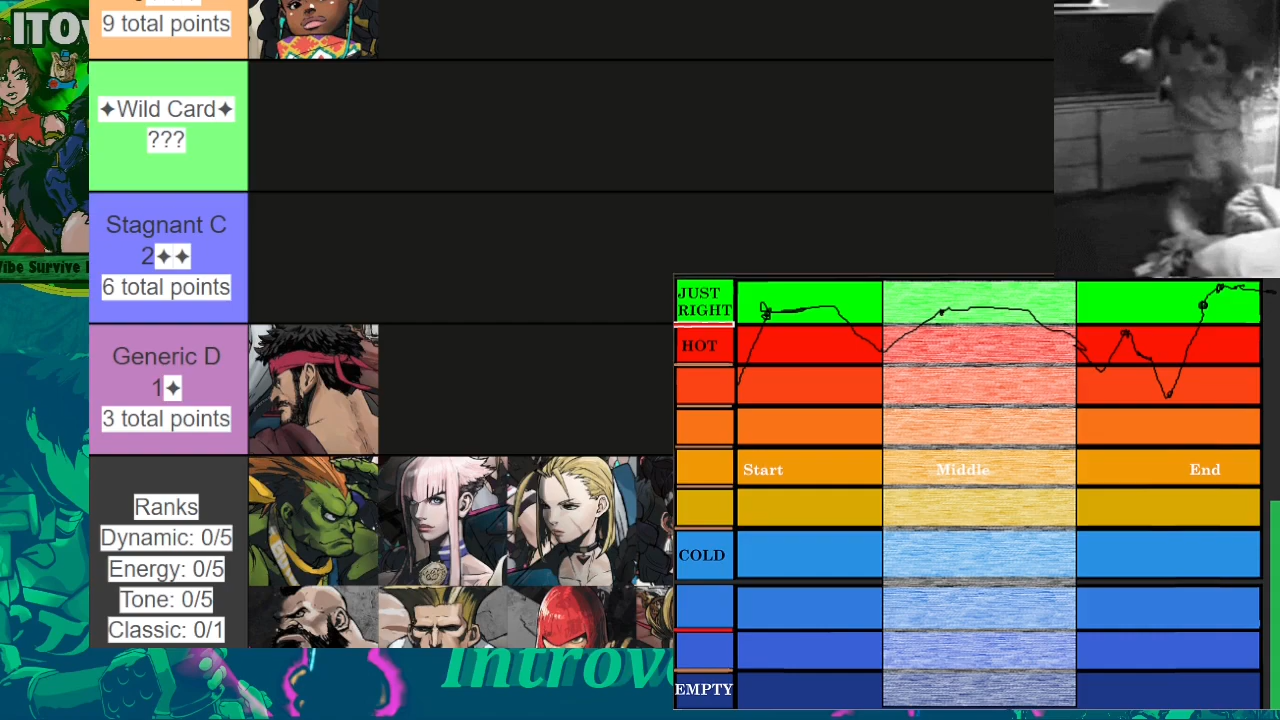 9 total points
✦Wild Card✦
???
Stagnant C
2✦✦
6 total points
Generic D
1✦
3 total points
Ranks
Dynamic: 0/5
Energy: 0/5
Tone: 0/5
Classic: 0/1
JUST
RIGHT
HOT
Start Middle End
COLD
EMPTY